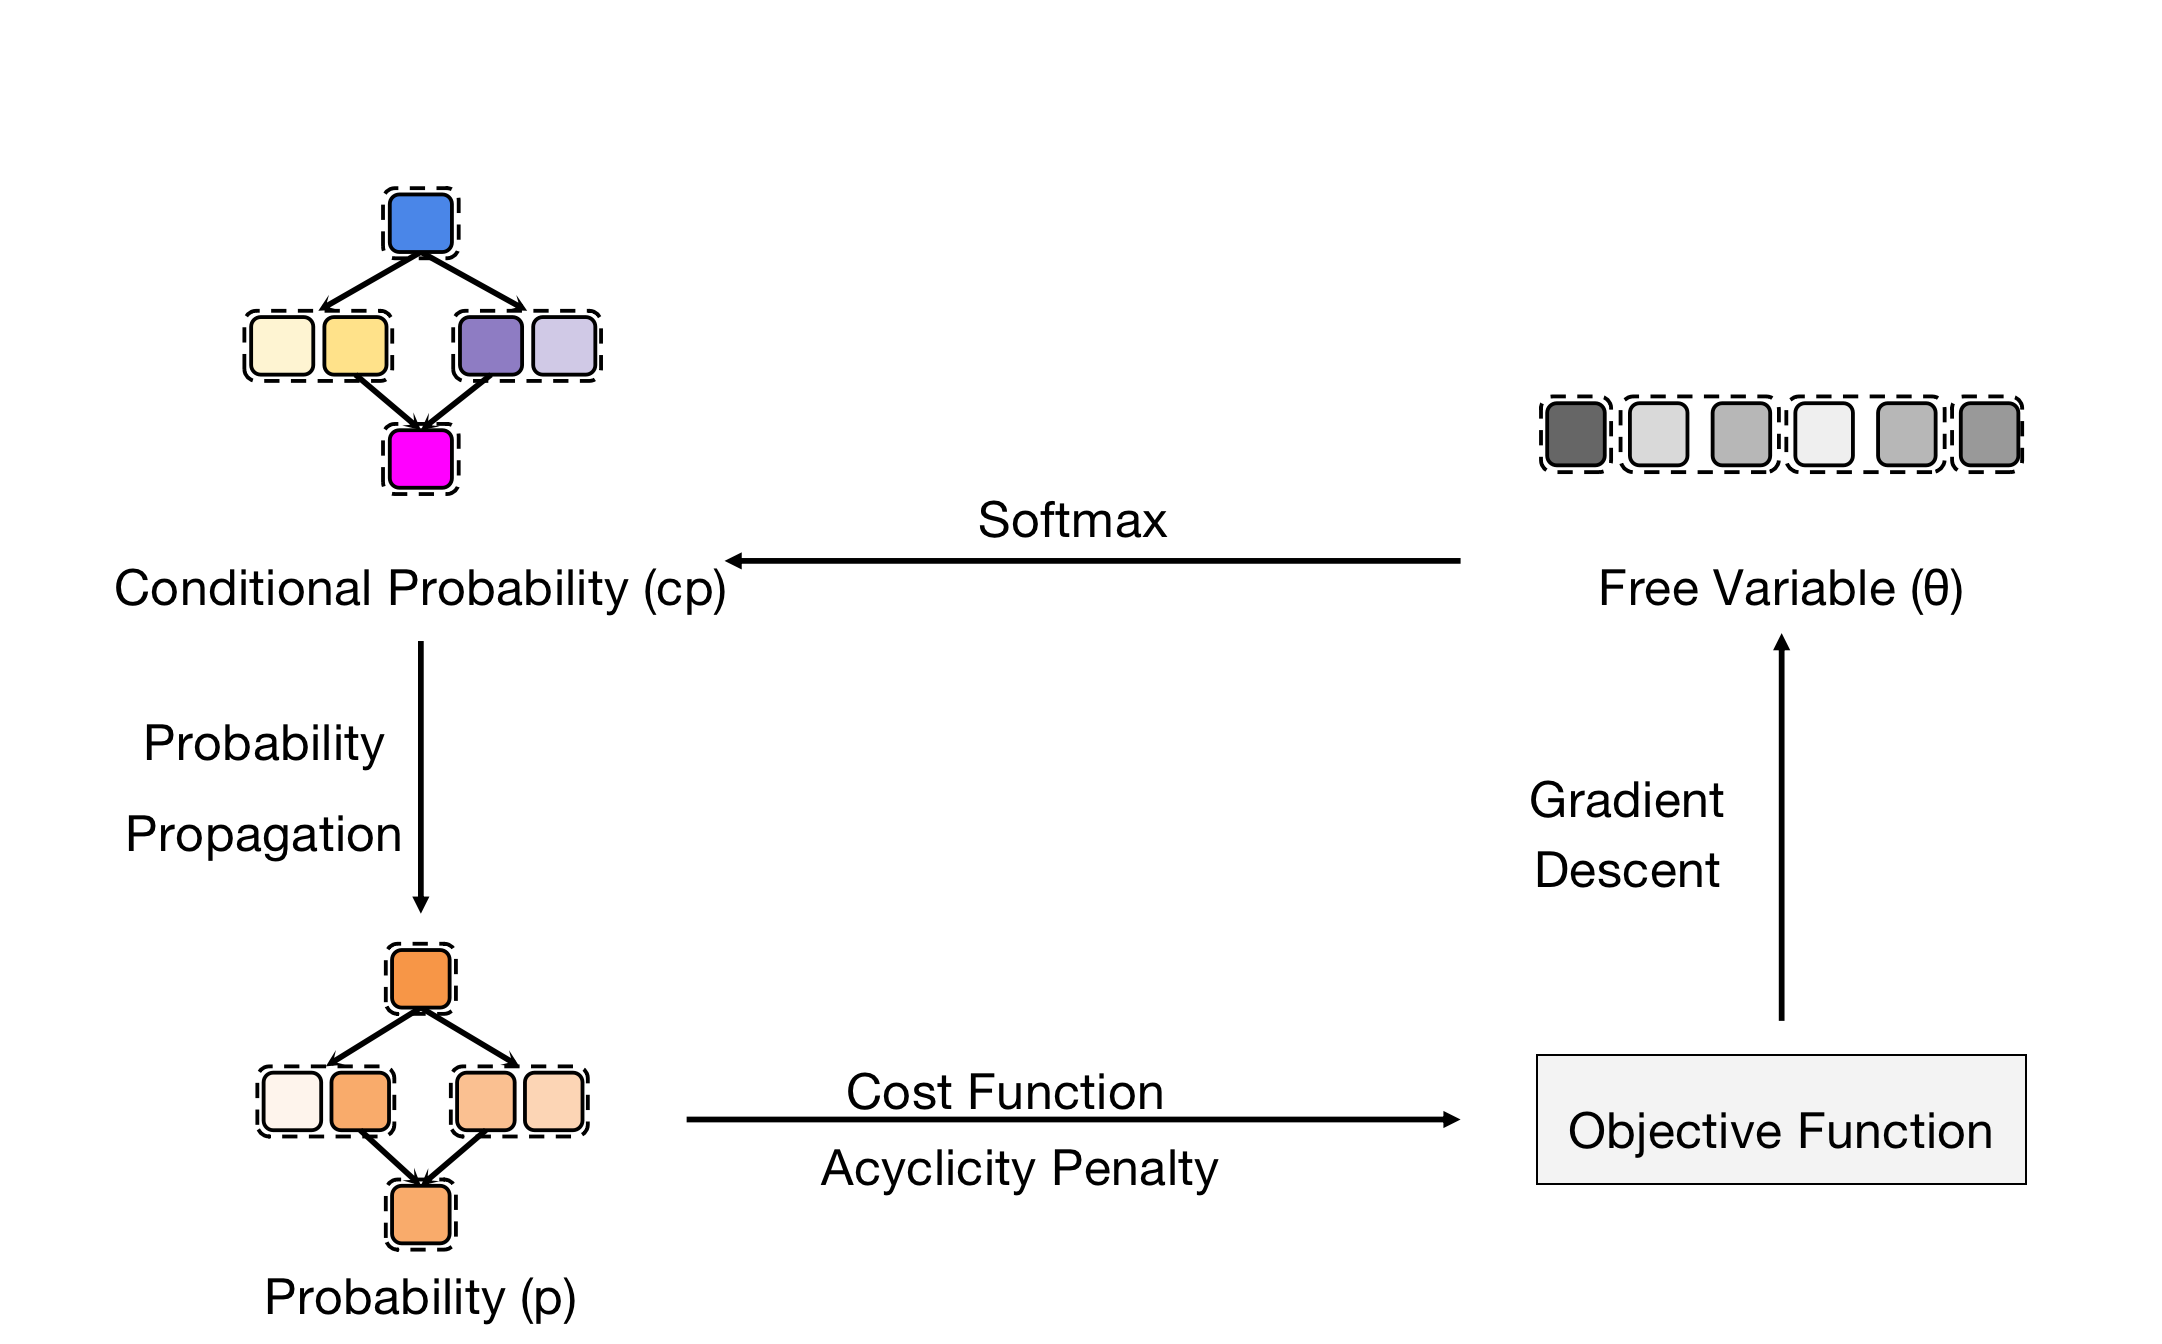 Softmax
Conditional Probability (cp)
Free Variable (θ)
Probability
Propagation
Gradient
Descent
Cost Function
Acyclicity Penalty
Objective Function
Probability (p)